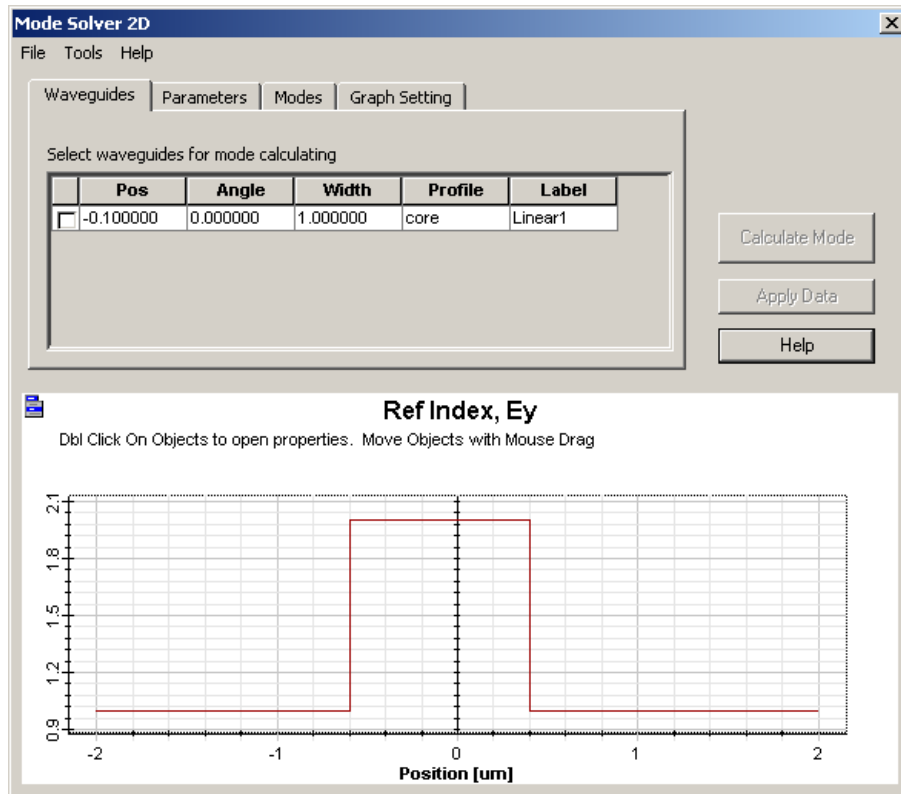 Mode Solver 2D
File Tools Help
Waveguides Parameters Modes Graph Setting
Select waveguides for mode calculating
Pos Angle Width Profile Label
-0.100000 0.000000 1.000000 core Linear1
Calculate Mode
Apply Data
Help
Ref Index, Ey
Dbl Click On Objects to open properties. Move Objects with Mouse Drag
2.1
1.8
1.5
1.2
0.9
-2 -1 0 1 2
Position [um]